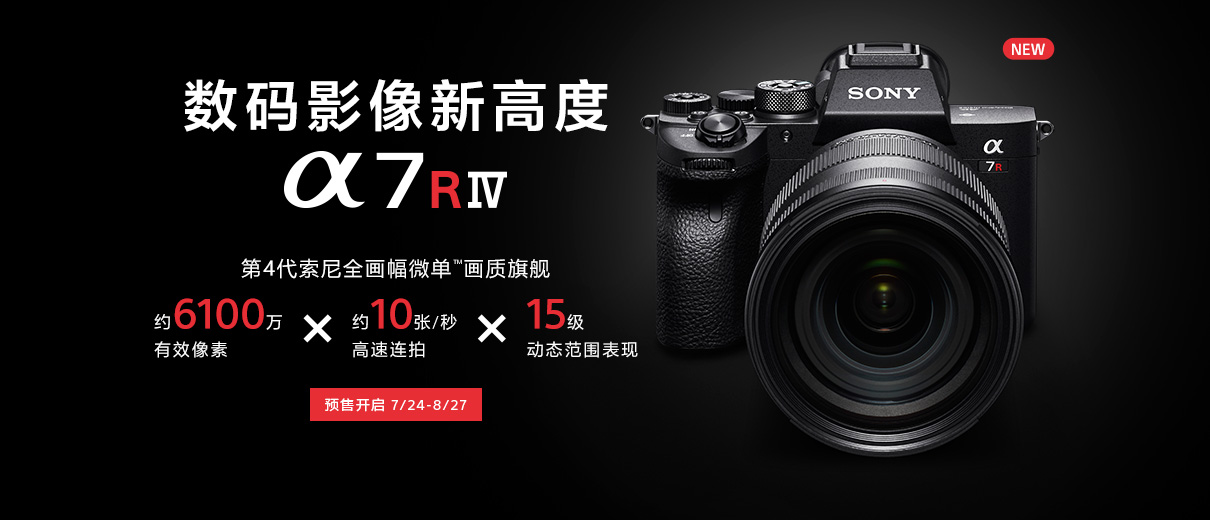 数码影像新高度
α7RⅣ
第4代索尼全画幅微单™画质旗舰
约6100万 × 约10张/秒 × 15级
有效像素 高速连拍 动态范围表现
预售开启 7/24-8/27
NEW
SONY
α
7R